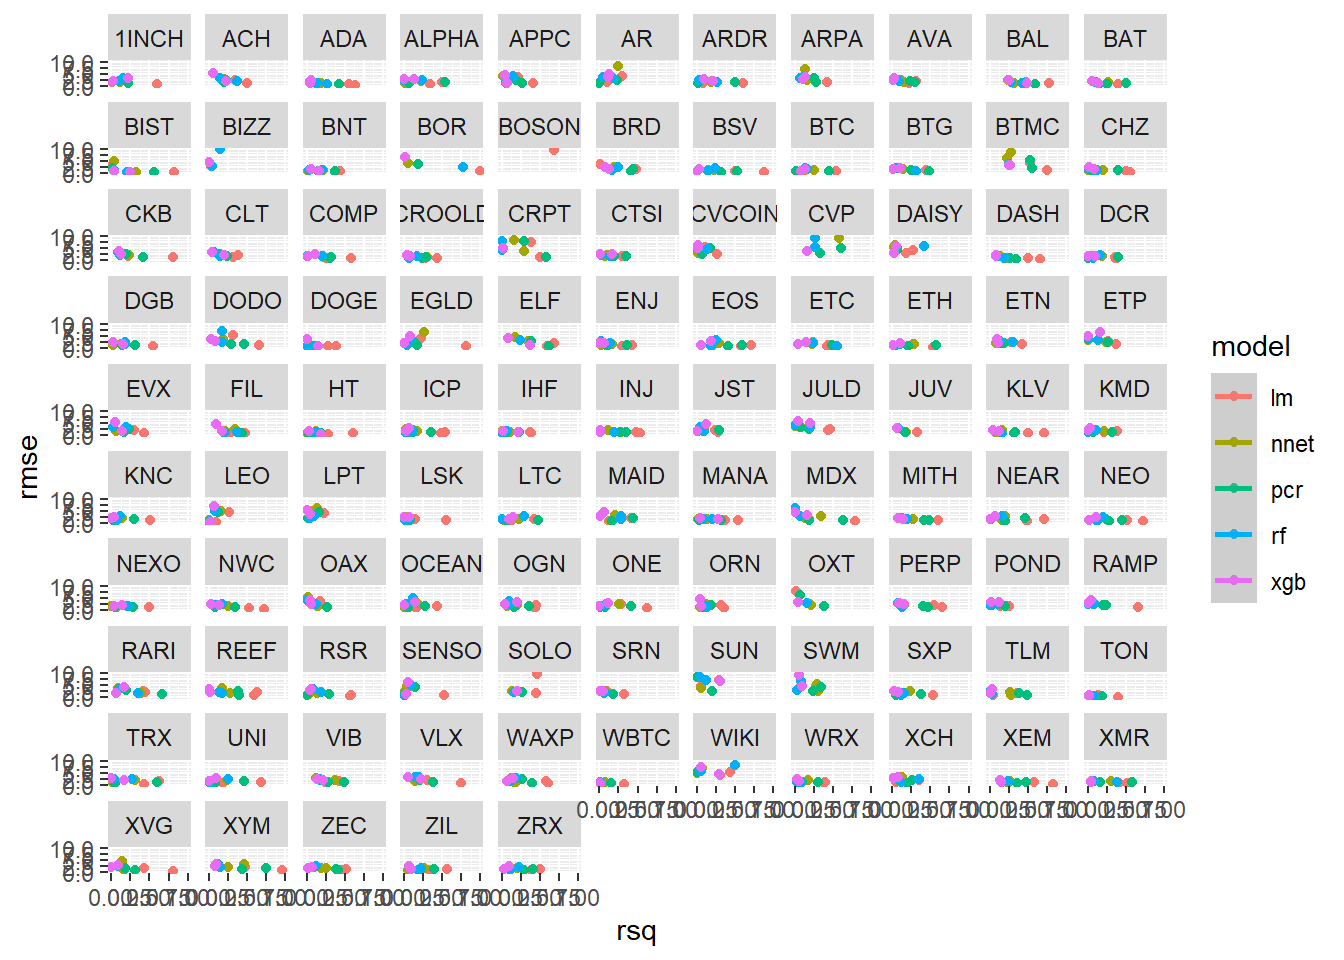 1INCH ACH ADA ALPHA APPC AR ARDR ARPA AVA BAL BAT
BIST BIZZ BNT BOR BOSON BRD BSV BTC BTG BTMC CHZ
CKB CLT COMP CROOLD CRPT CTSI CVCOIN CVP DAISY DASH DCR
DGB DODO DOGE EGLD ELF ENJ EOS ETC ETH ETN ETP
EVX FIL HT ICP IHF INJ JST JULD JUV KLV KMD
KNC LEO LPT LSK LTC MAID MANA MDX MITH NEAR NEO
NEXO NWC OAX OCEAN OGN ONE ORN OXT PERP POND RAMP
RARI REEF RSR SENSO SOLO SRN SUN SWM SXP TLM TON
TRX UNI VIB VLX WAXP WBTC WIKI WRX XCH XEM XMR
XVG XYM ZEC ZIL ZRX
rmse
rsq
model
lm
nnet
pcr
rf
xgb